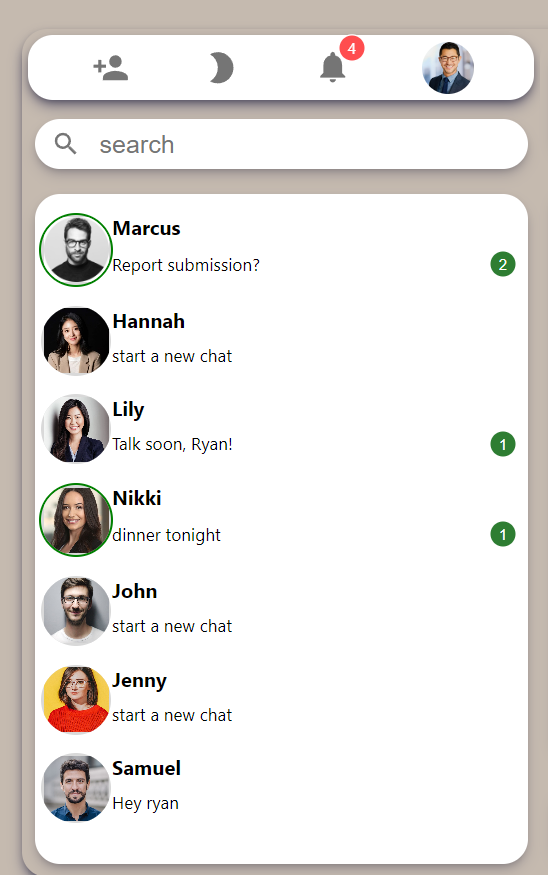 4
search
Marcus
Report submission?
2
Hannah
start a new chat
Lily
Talk soon, Ryan!
1
Nikki
dinner tonight
1
John
start a new chat
Jenny
start a new chat
Samuel
Hey ryan